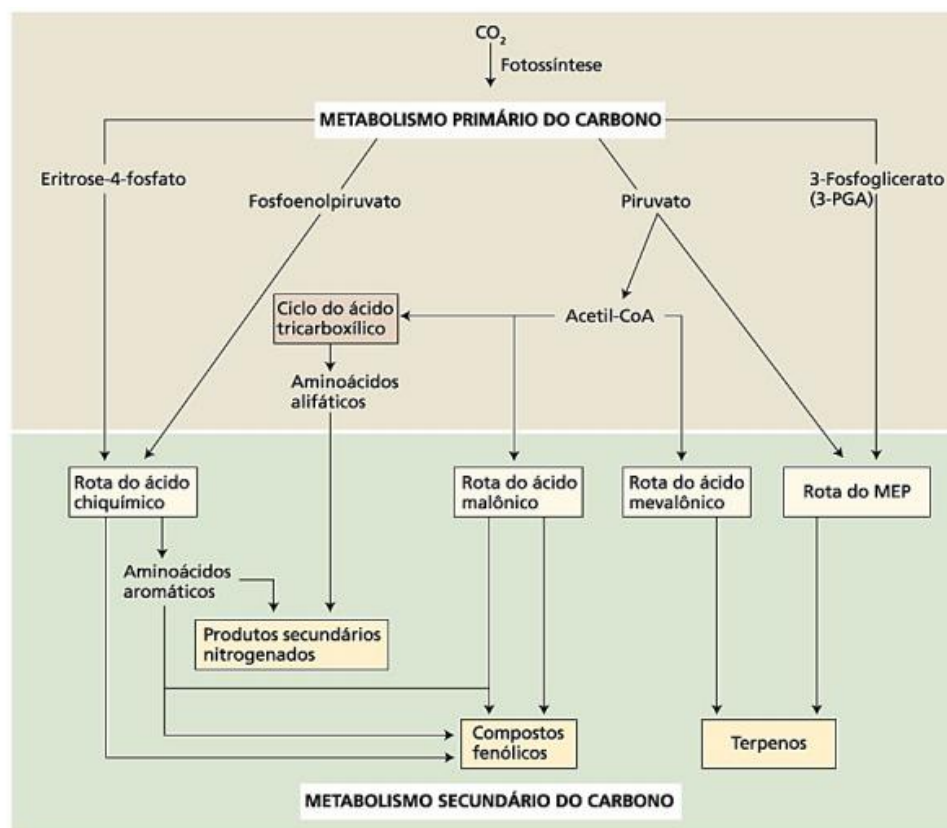 CO₂
Fotossíntese
METABOLISMO PRIMÁRIO DO CARBONO
Eritrose-4-fosfato
Fosfoenolpiruvato
Piruvato
3-Fosfoglicerato
(3-PGA)
Ciclo do ácido
tricarboxílico
Acetil-CoA
Aminoácidos
alifáticos
Rota do ácido
chiquímico
Rota do ácido
malônico
Rota do ácido
mevalônico
Rota do MEP
Aminoácidos
aromáticos
Produtos secundários
nitrogenados
Compostos
fenólicos
Terpenos
METABOLISMO SECUNDÁRIO DO CARBONO